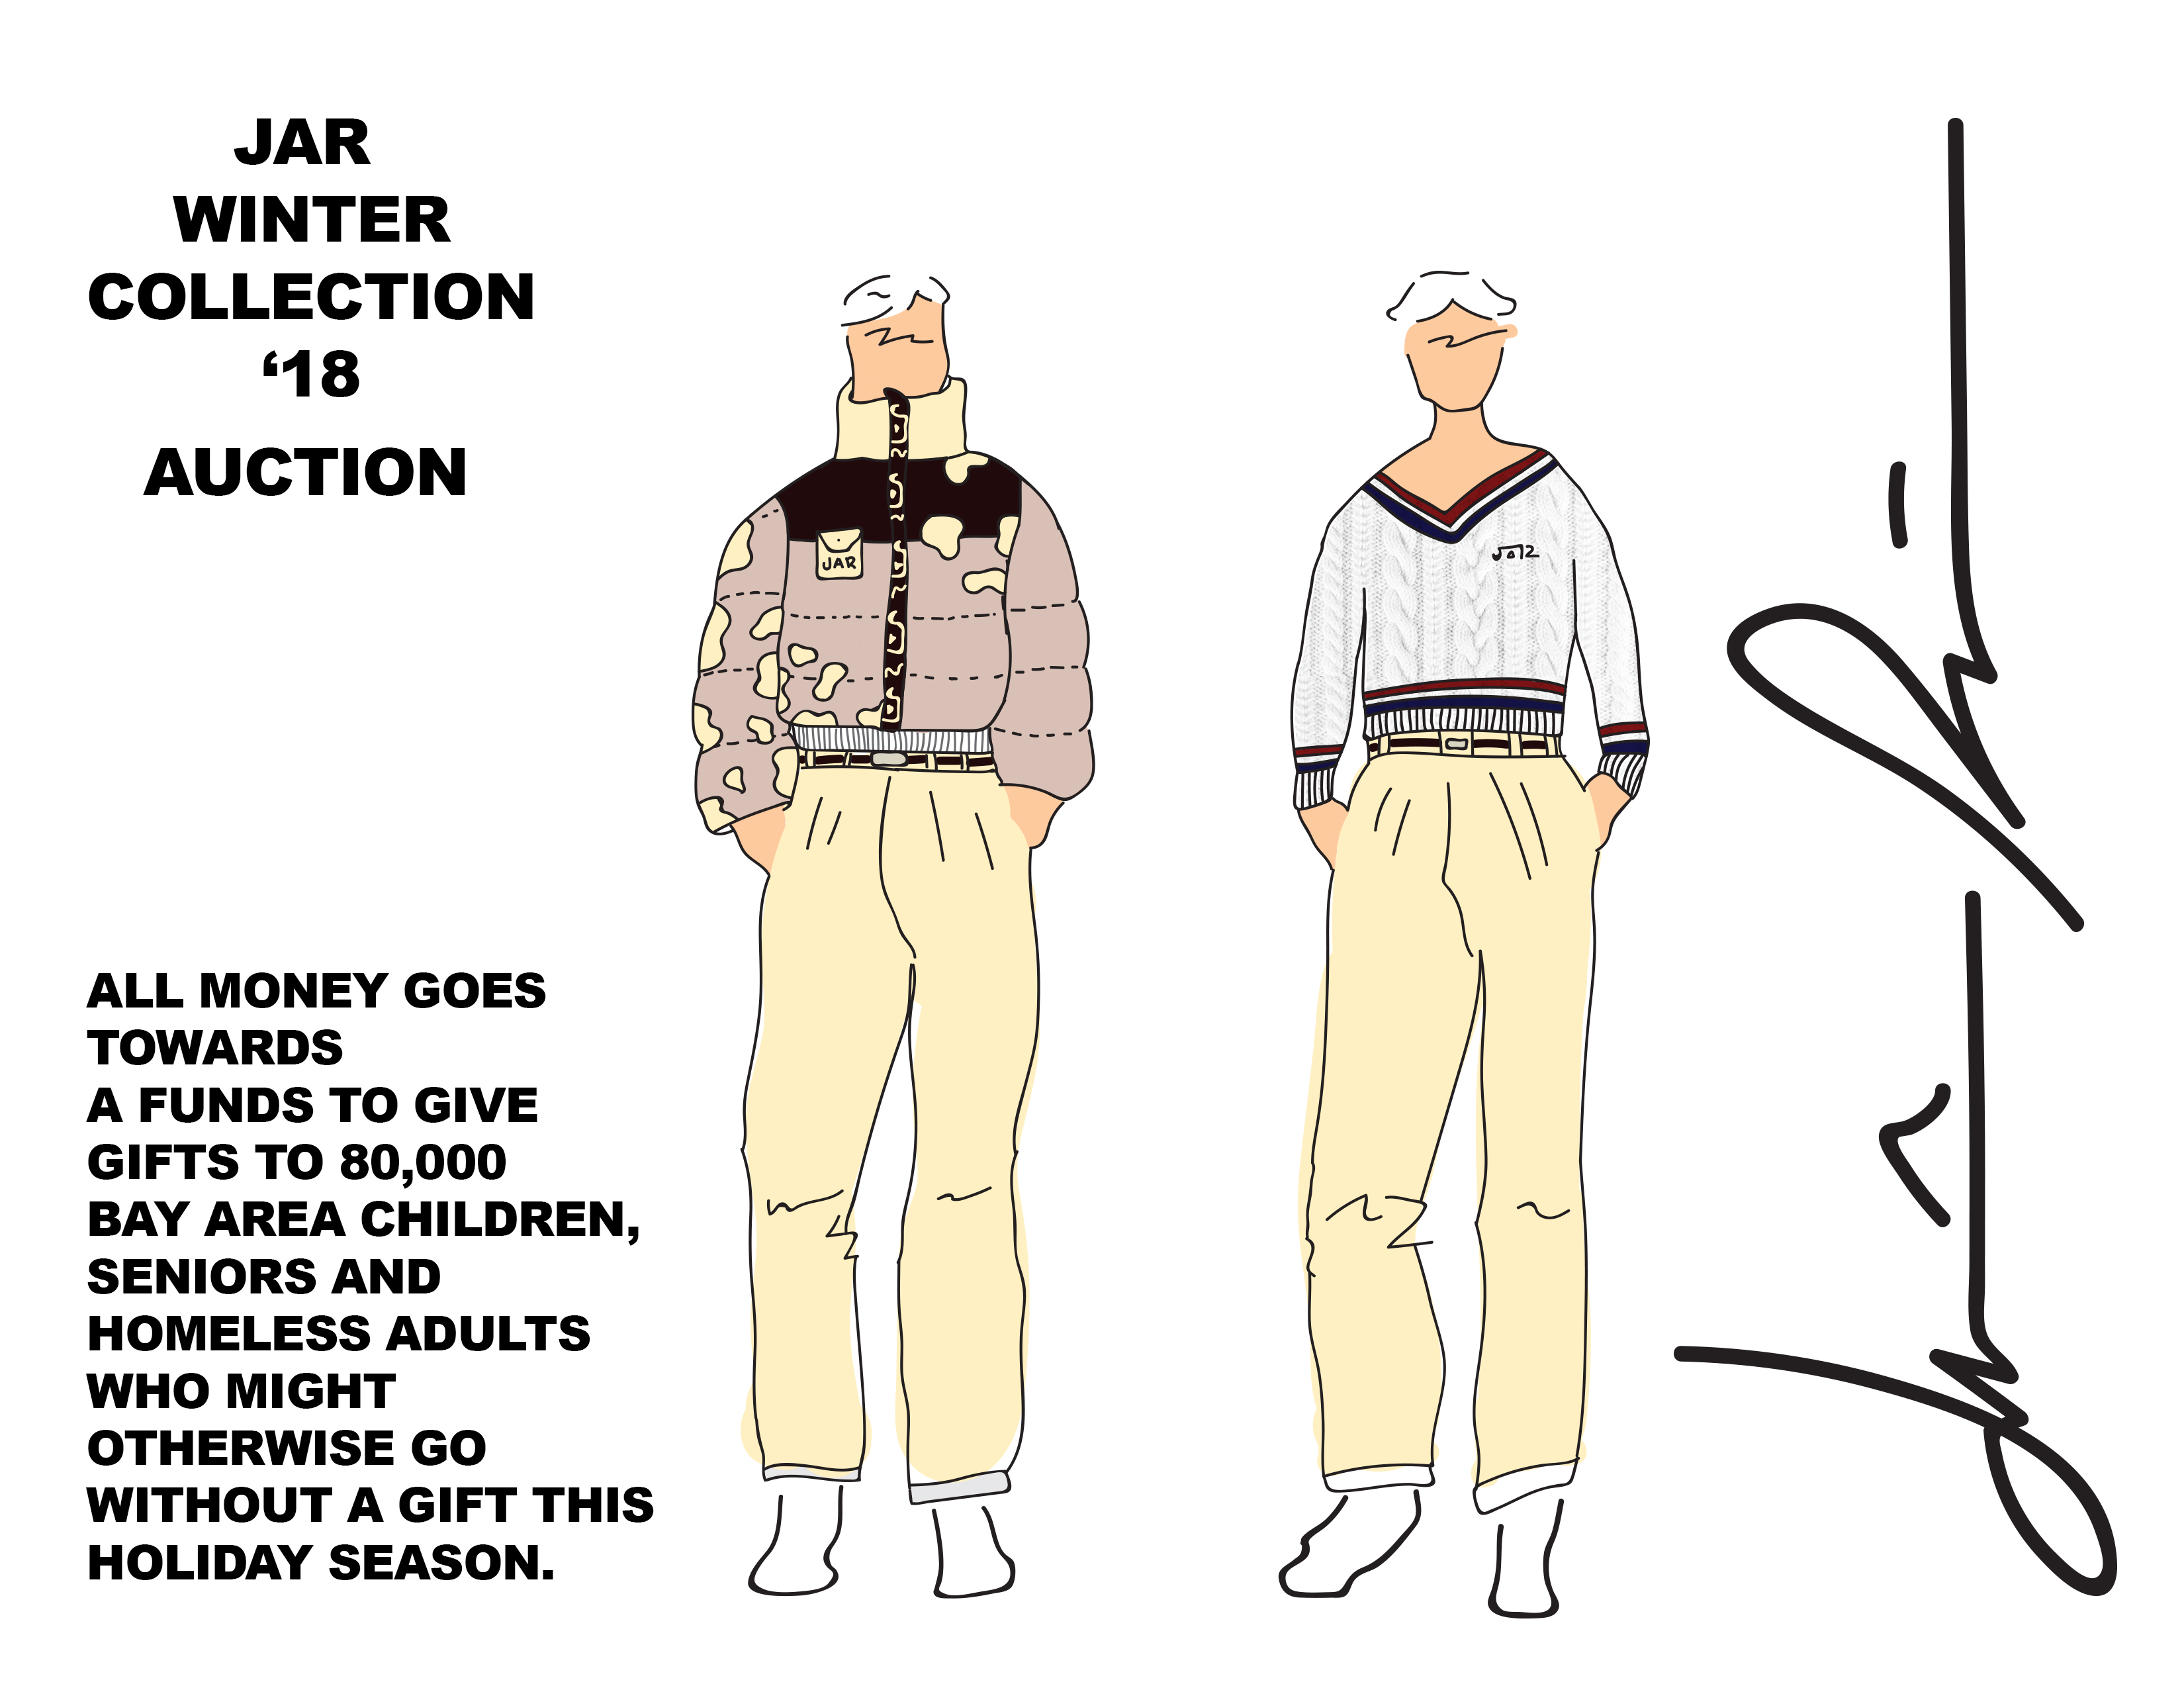 JAR
WINTER
COLLECTION
‘18
AUCTION
ALL MONEY GOES
TOWARDS
A FUNDS TO GIVE
GIFTS TO 80,000
BAY AREA CHILDREN,
SENIORS AND
HOMELESS ADULTS
WHO MIGHT
OTHERWISE GO
WITHOUT A GIFT THIS
HOLIDAY SEASON.
JAR